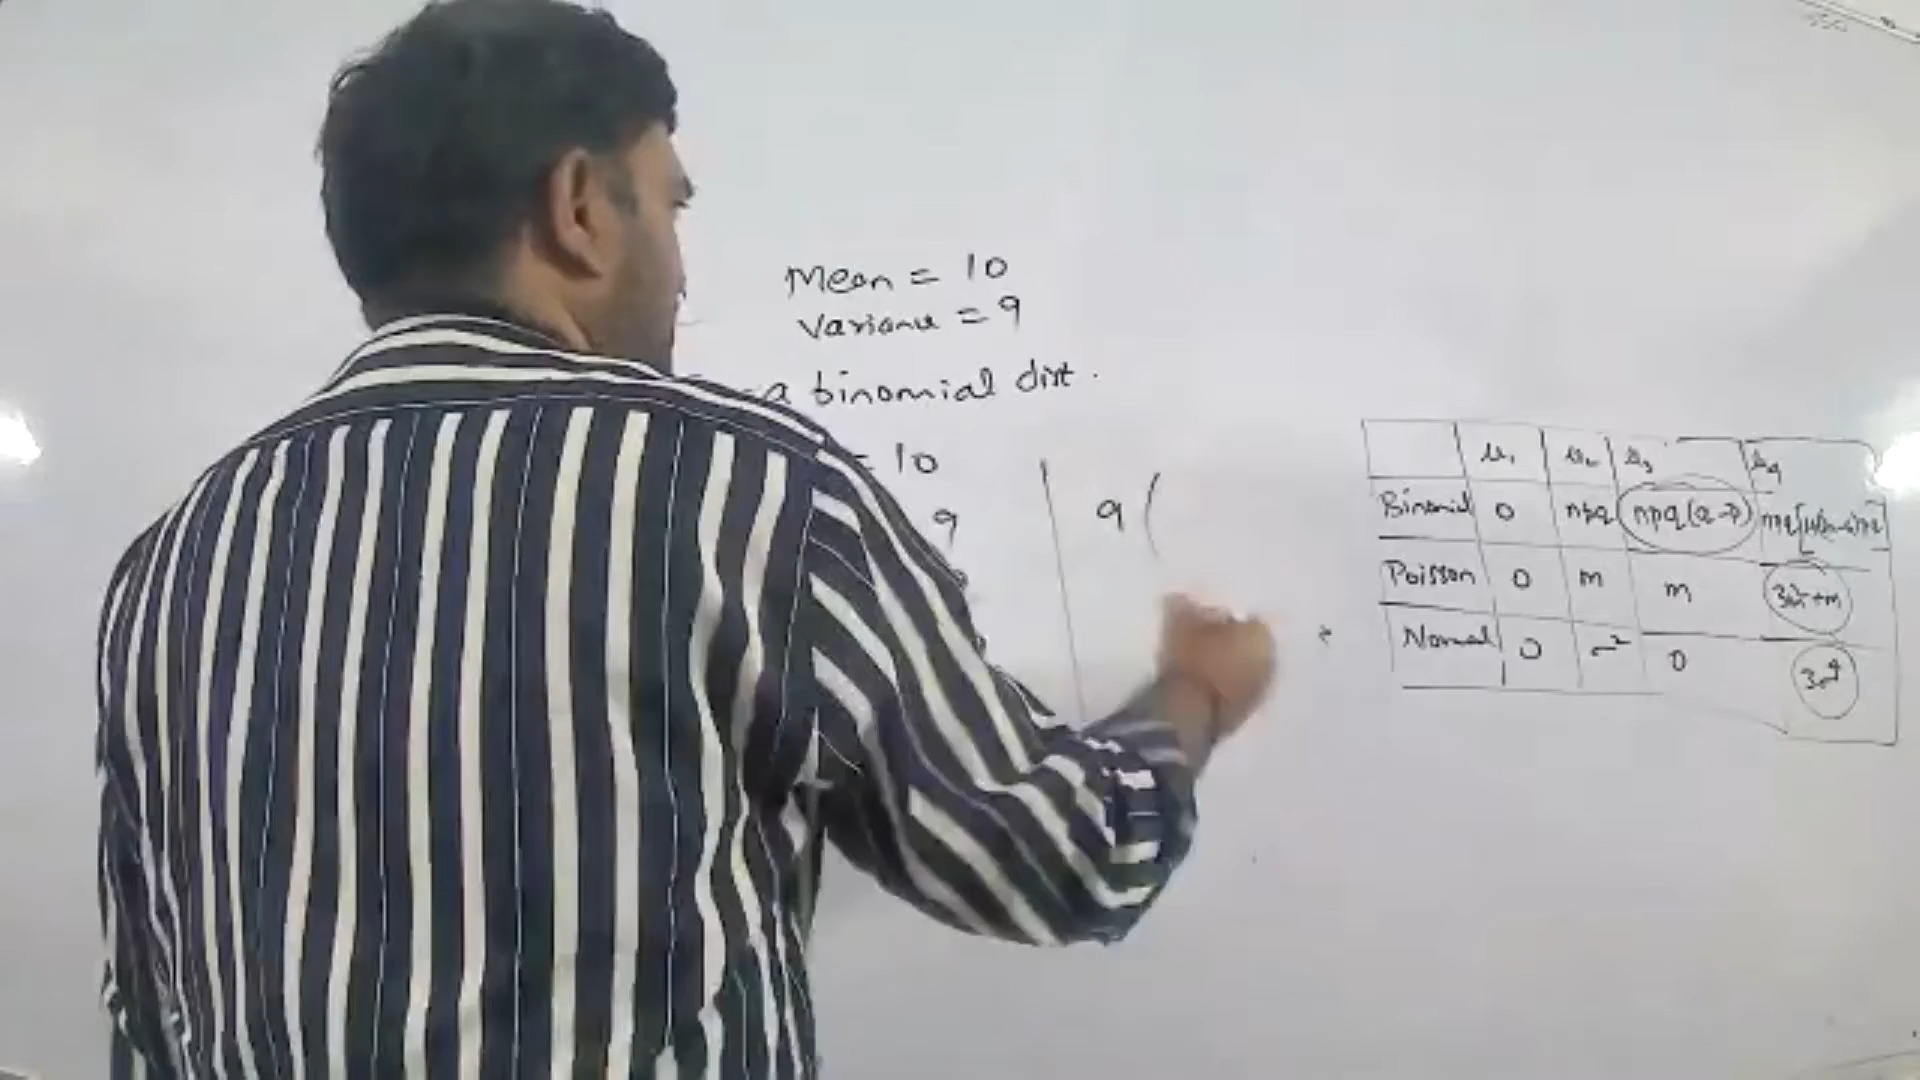 Mean = 10
Variance = 9
a binomial dist.
= 10
9
9 (
μ₁ μ₂ μ₃ μ₄
Binomial 0 npq npq(q-p)
Poisson 0 m m 3m²+m
Normal 0 σ² 0 3σ⁴